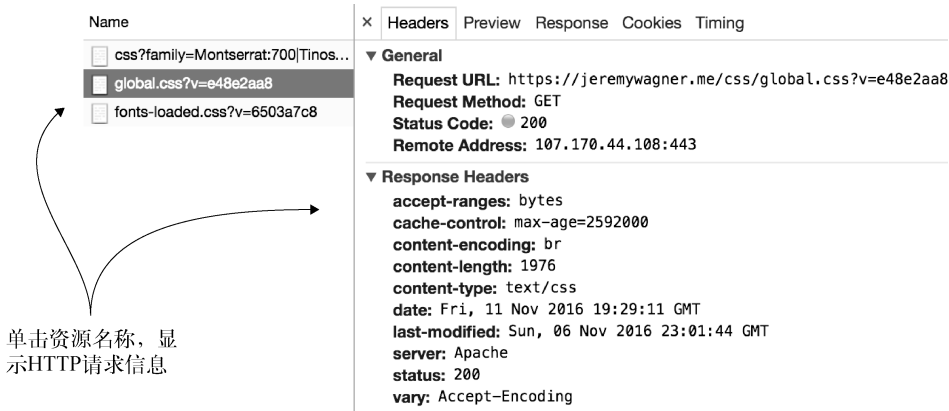 Name
css?family=Montserrat:700|Tinos...
global.css?v=e48e2aa8
fonts-loaded.css?v=6503a7c8
单击资源名称，显
示HTTP请求信息
× Headers Preview Response Cookies Timing
▼ General
Request URL: https://jeremywagner.me/css/global.css?v=e48e2aa8
Request Method: GET
Status Code: 200
Remote Address: 107.170.44.108:443
▼ Response Headers
accept-ranges: bytes
cache-control: max-age=2592000
content-encoding: br
content-length: 1976
content-type: text/css
date: Fri, 11 Nov 2016 19:29:11 GMT
last-modified: Sun, 06 Nov 2016 23:01:44 GMT
server: Apache
status: 200
vary: Accept-Encoding